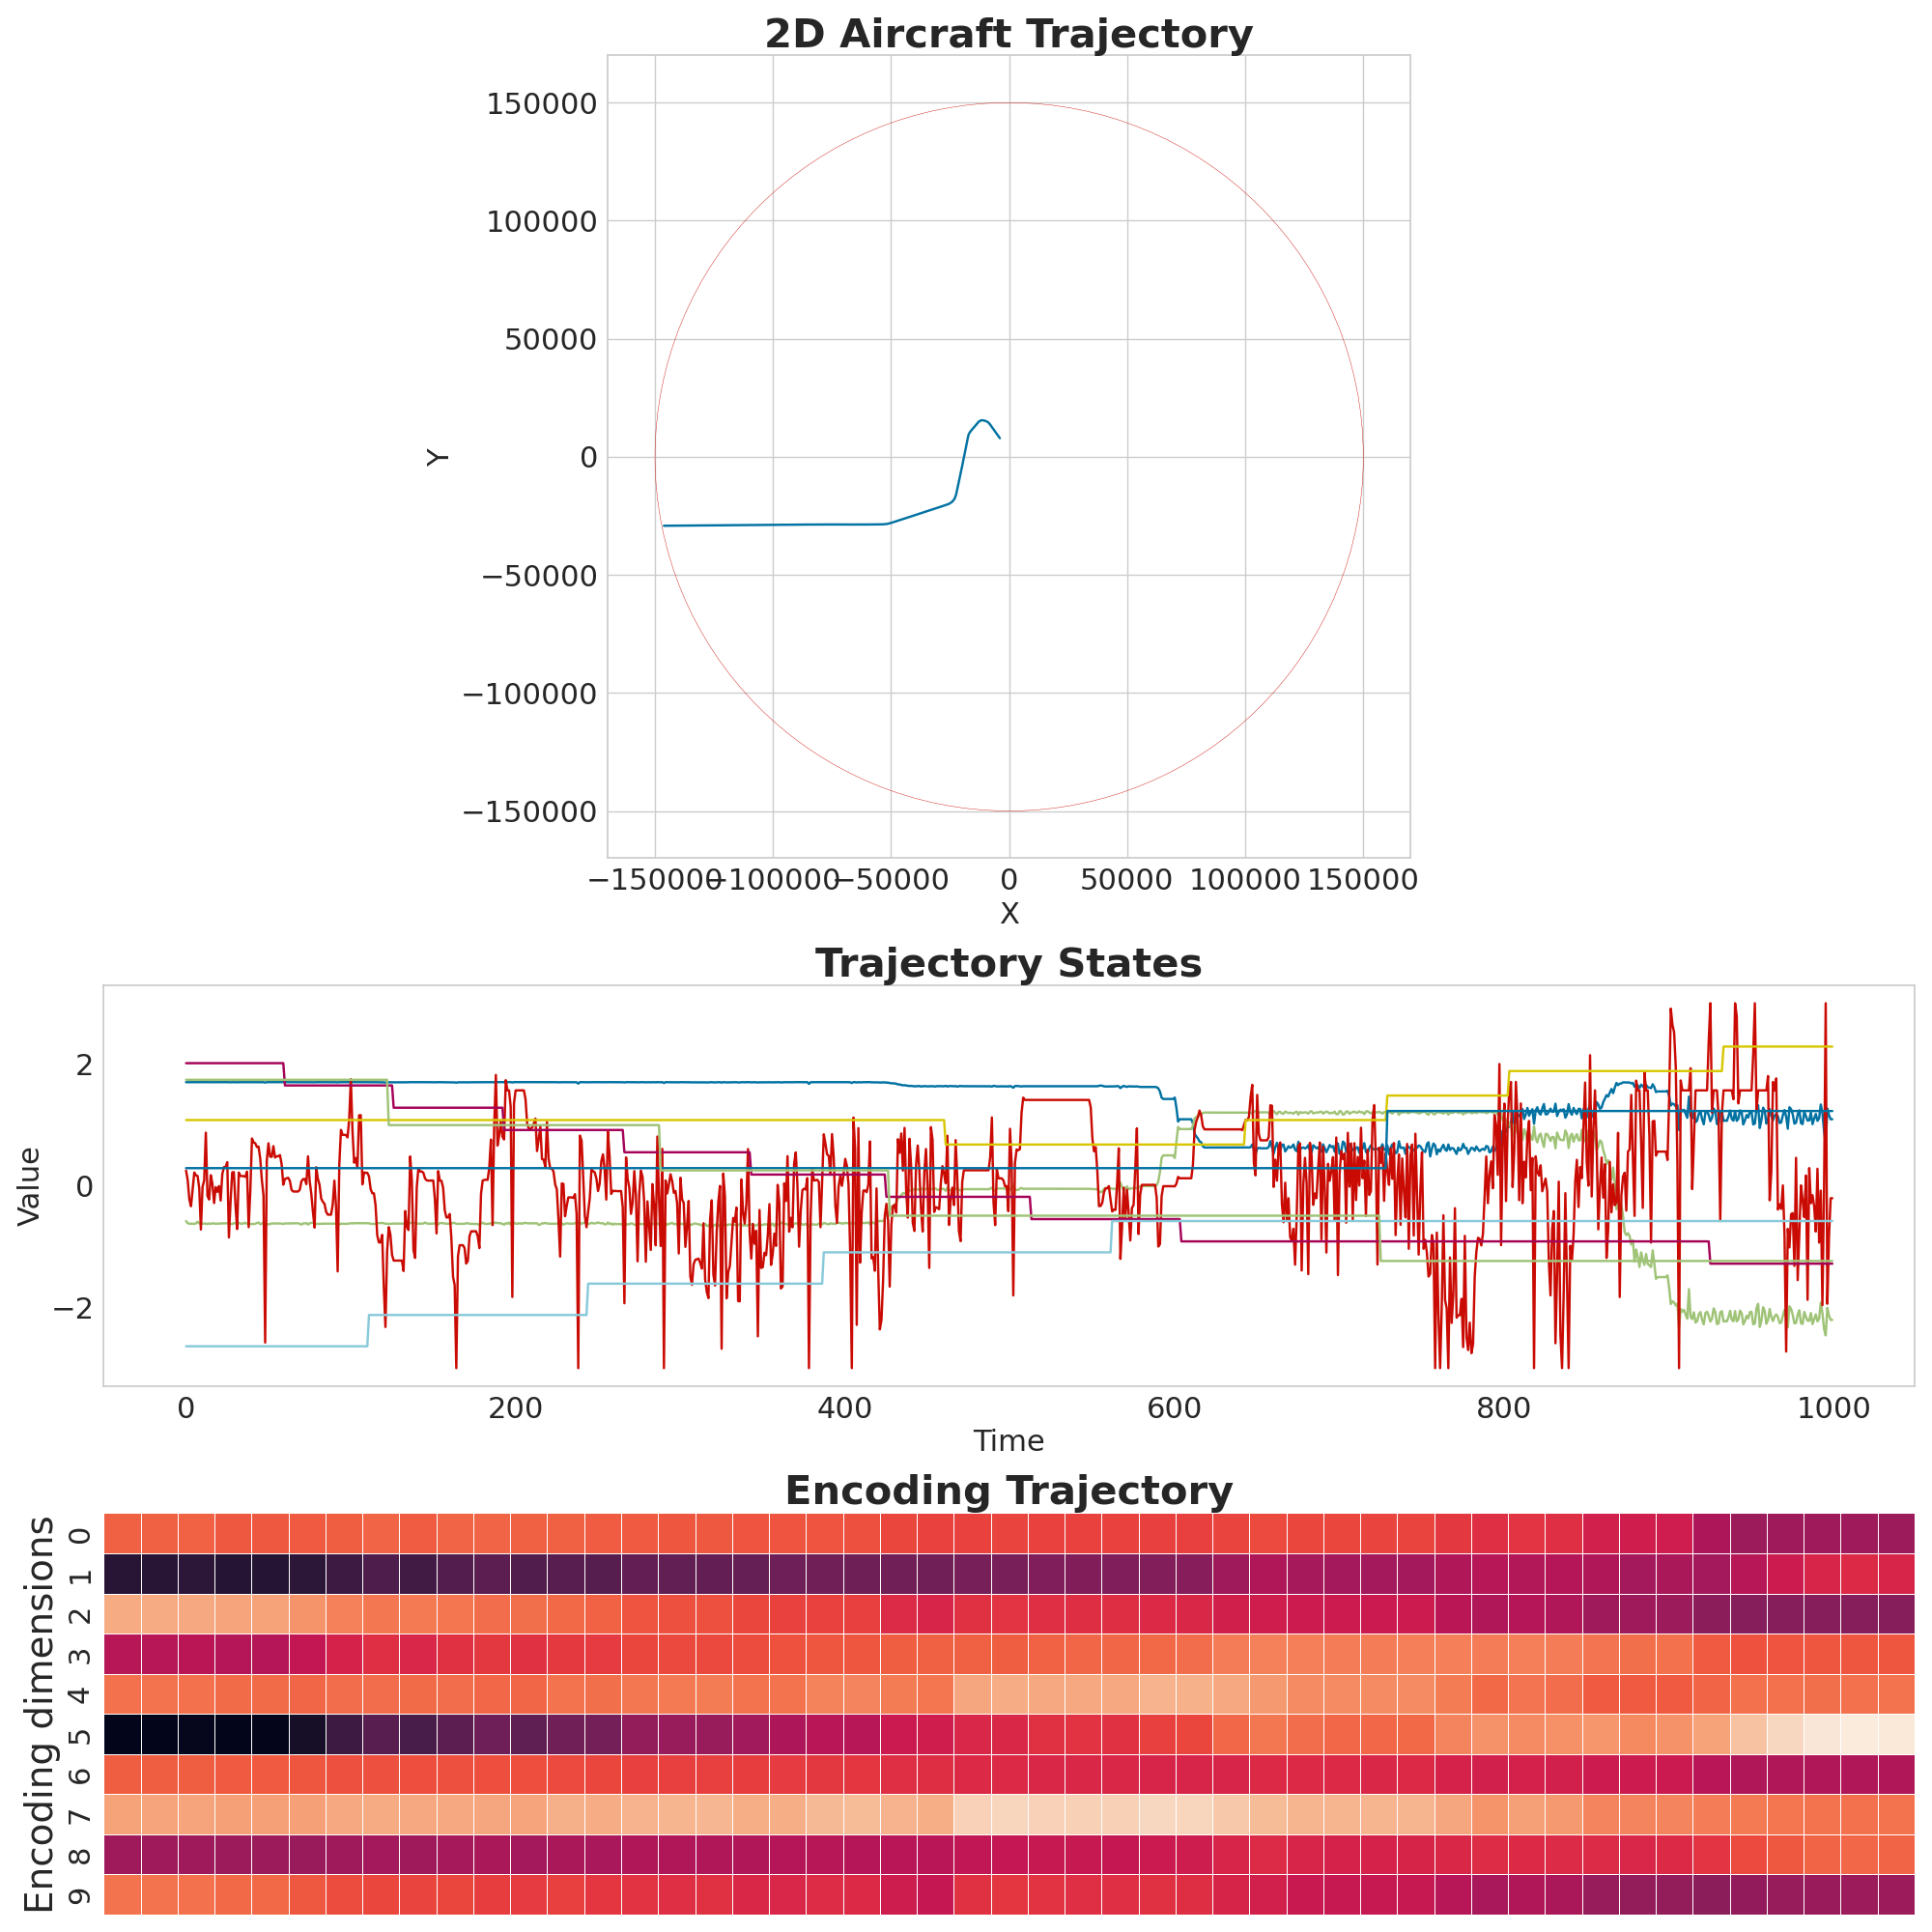 2D Aircraft Trajectory
150000
100000
50000
0
−50000
−100000
−150000
Y
−150000 −100000 −50000 0 50000 100000 150000
X
Trajectory States
2
0
−2
Value
0 200 400 600 800 1000
Time
Encoding Trajectory
Encoding dimensions
0
1
2
3
4
5
6
7
8
9